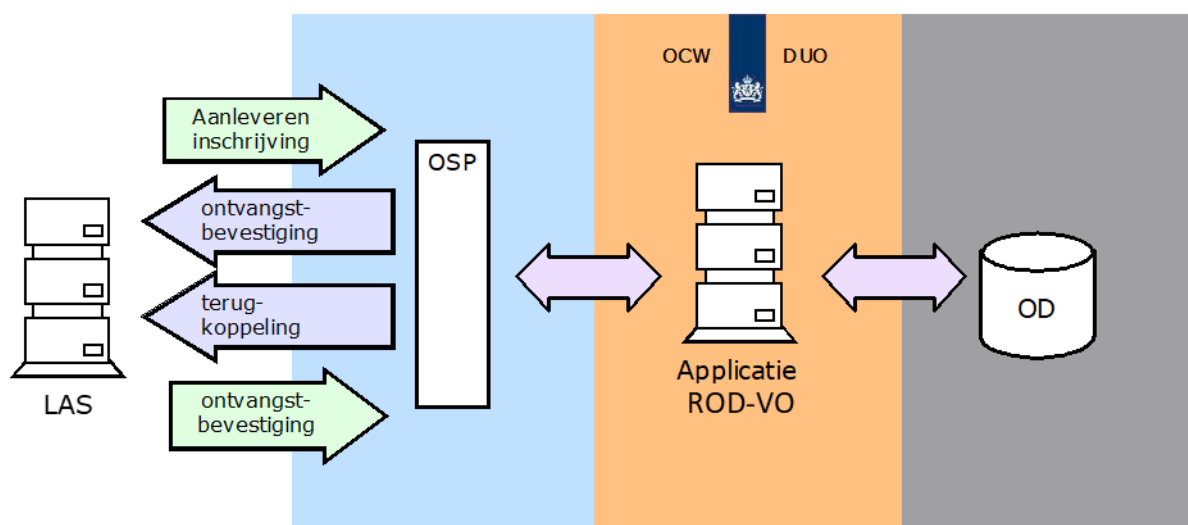 OCW DUO
Aanleveren
inschrijving
OSP
ontvangst-
bevestiging
terug-
koppeling
OD
Applicatie
ROD-VO
LAS
ontvangst-
bevestiging